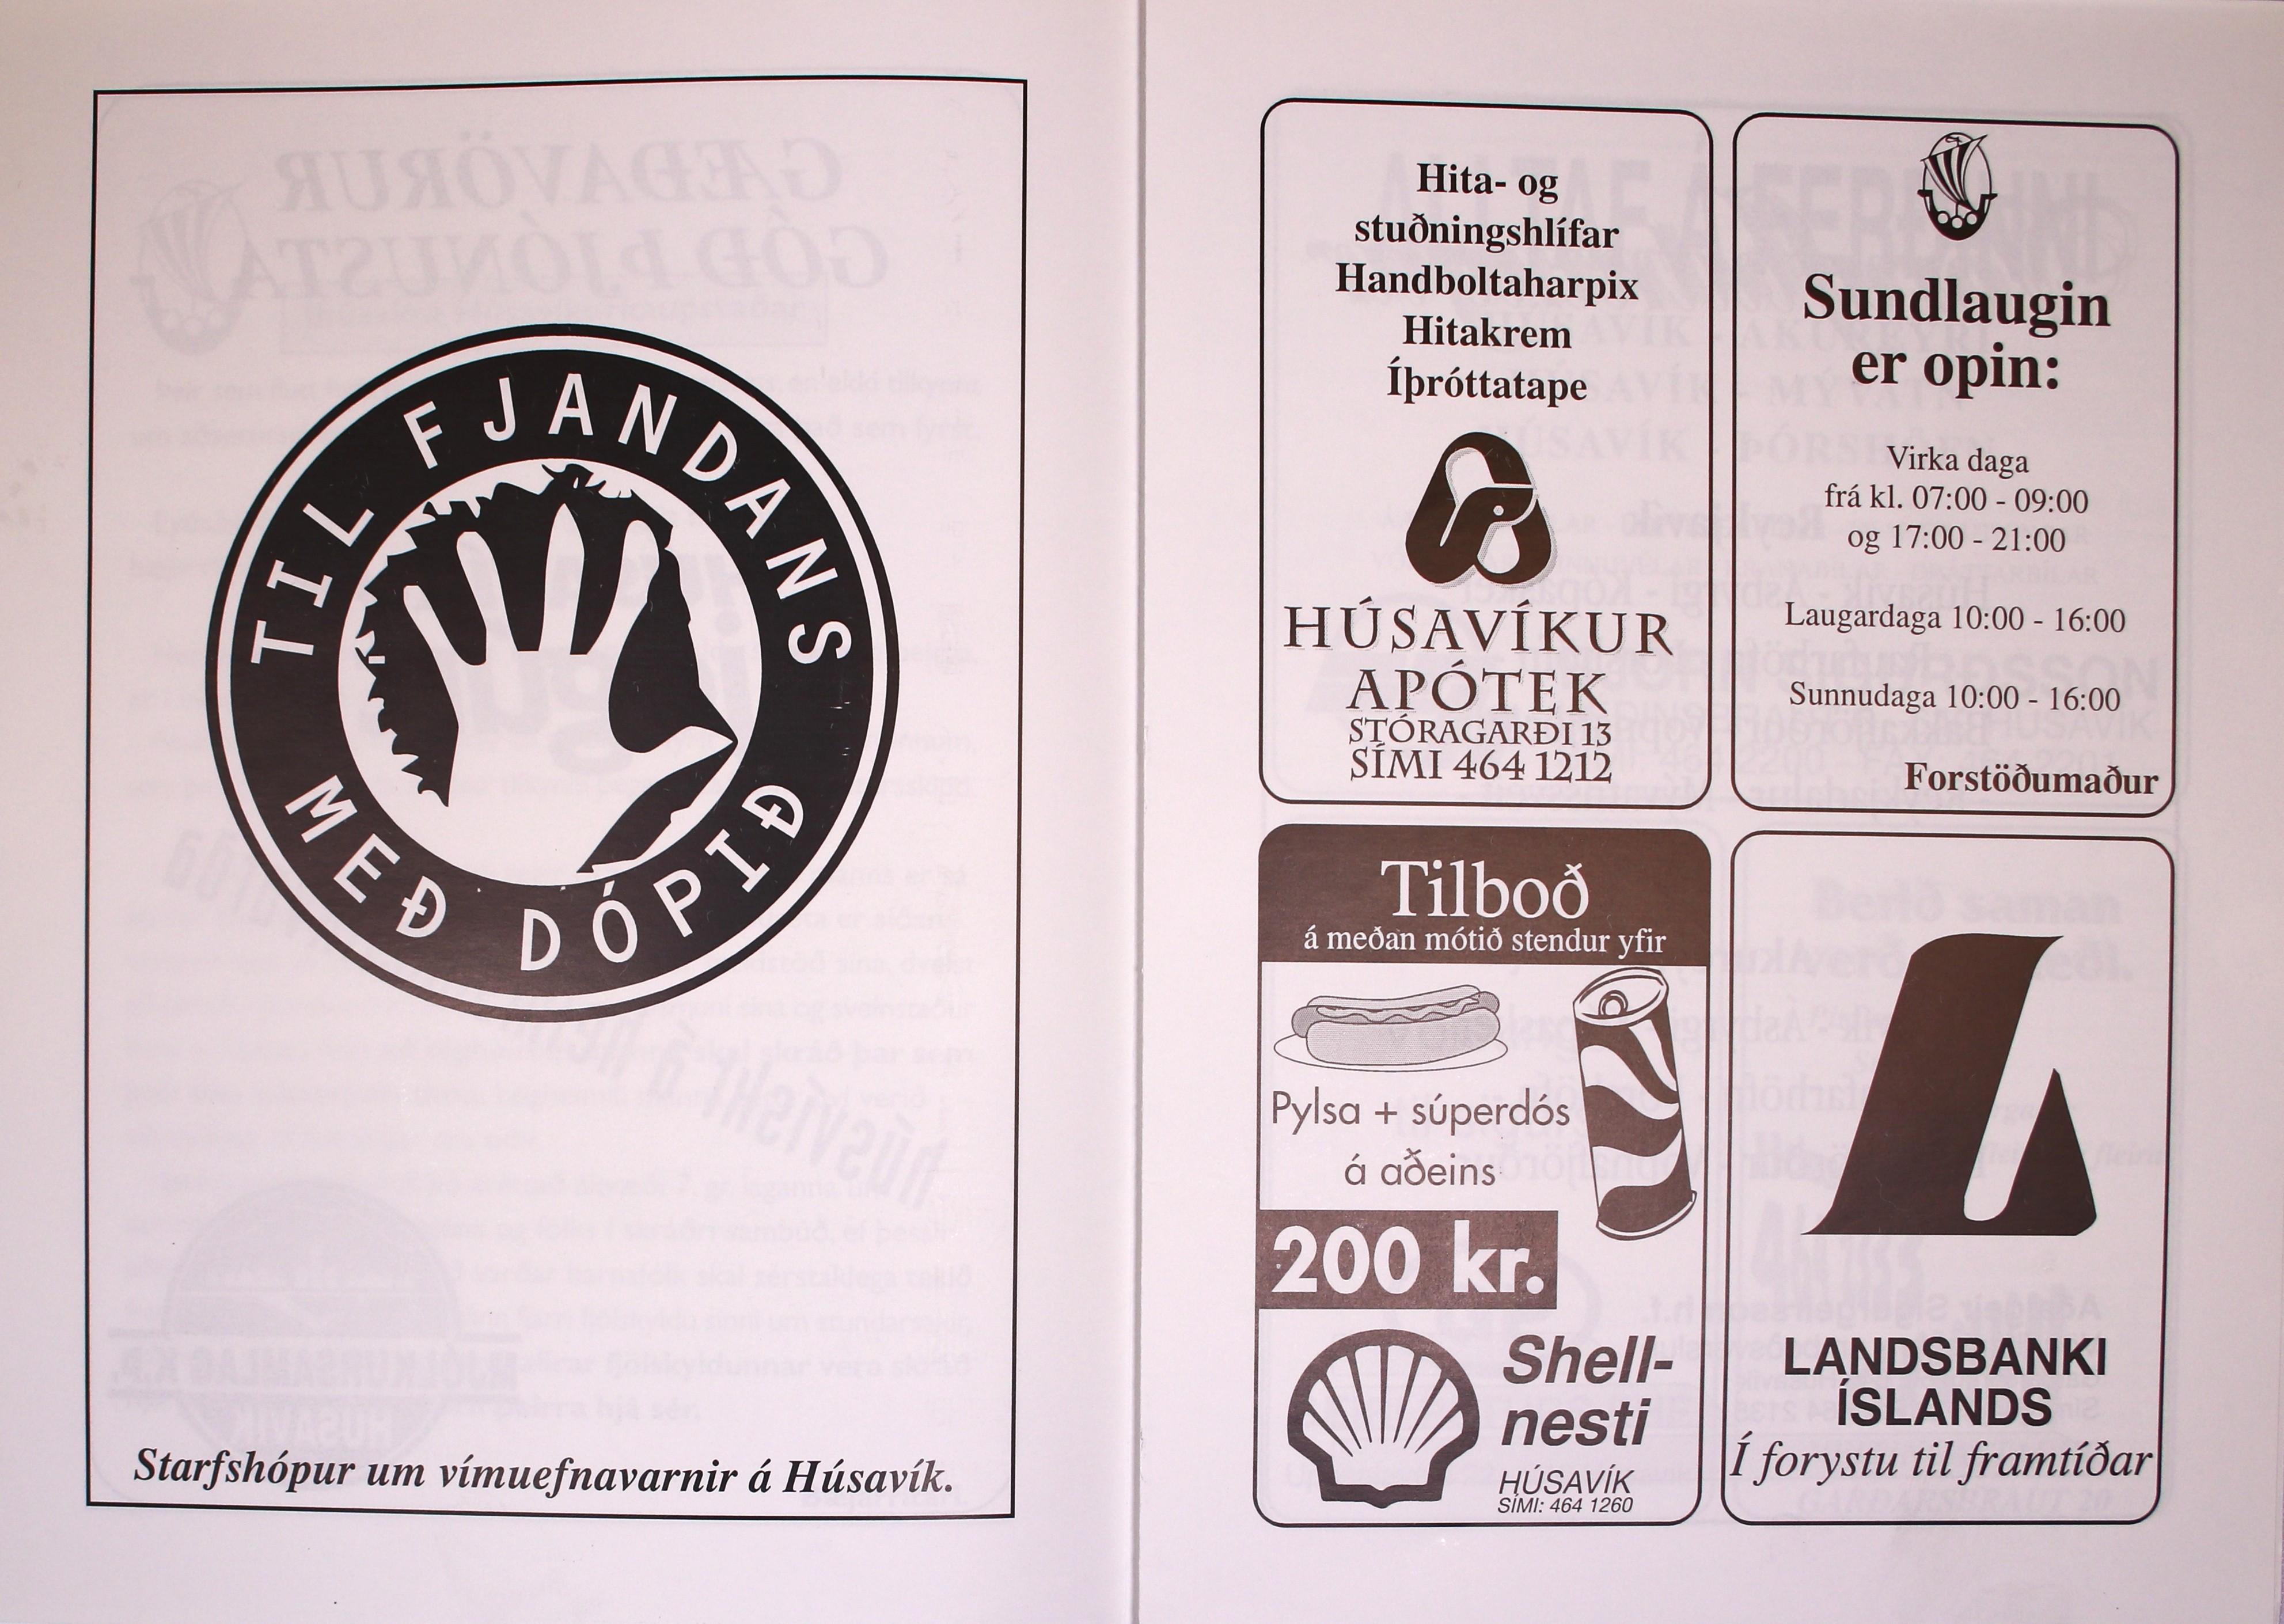 TIL FJANDANS
MEÐ DÓPIÐ
Starfshópur um vímuefnavarnir á Húsavík.
Hita- og
stuðningshlífar
Handboltaharpix
Hitakrem
Íþróttatape
HÚSAVÍKUR
APÓTEK
STÓRAGARÐI 13
SÍMI 464 1212
Sundlaugin
er opin:
Virka daga
frá kl. 07:00 - 09:00
og 17:00 - 21:00
Laugardaga 10:00 - 16:00
Sunnudaga 10:00 - 16:00
Forstöðumaður
Tilboð
á meðan mótið stendur yfir
Pylsa + súperdós
á aðeins
200 kr.
Shell-
nesti
HÚSAVÍK
SÍMI: 464 1260
LANDSBANKI
ÍSLANDS
Í forystu til framtíðar